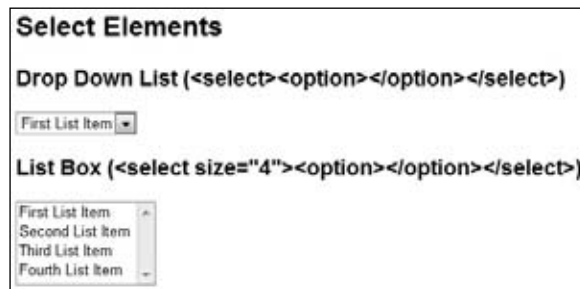 Select Elements
Drop Down List (<select><option></option></select>)
First List Item
List Box (<select size="4"><option></option></select>)
First List Item
Second List Item
Third List Item
Fourth List Item